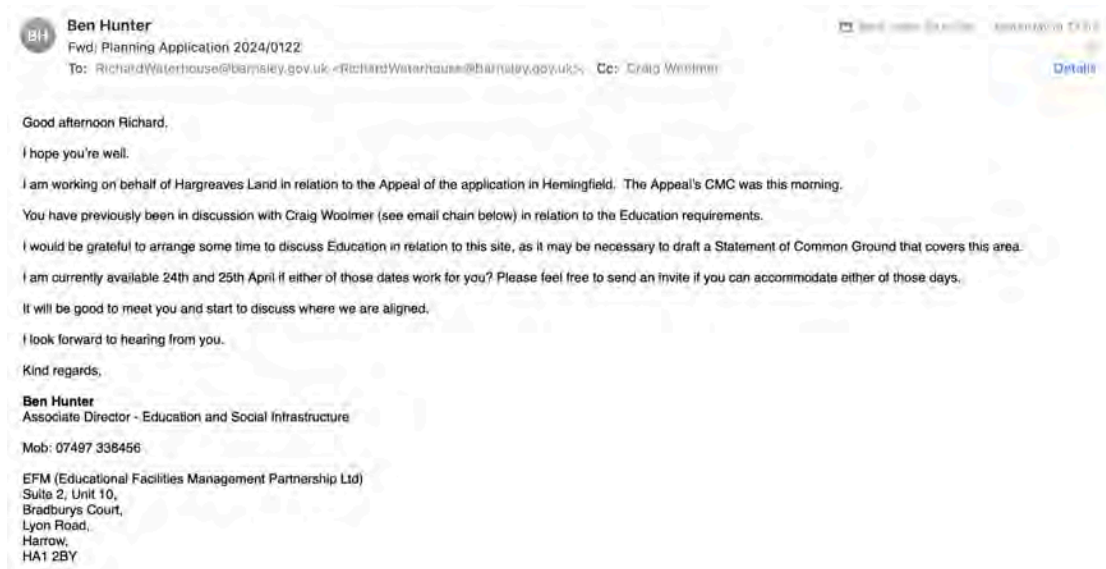 BH
Ben Hunter
Fwd: Planning Application 2024/0122
To: RichardWaterhouse@barnsley.gov.uk <RichardWaterhouse@barnsley.gov.uk>, Cc: Craig Woolmer
Details
Good afternoon Richard,
I hope you're well.
I am working on behalf of Hargreaves Land in relation to the Appeal of the application in Hemingfield. The Appeal's CMC was this morning.
You have previously been in discussion with Craig Woolmer (see email chain below) in relation to the Education requirements.
I would be grateful to arrange some time to discuss Education in relation to this site, as it may be necessary to draft a Statement of Common Ground that covers this area.
I am currently available 24th and 25th April if either of those dates work for you? Please feel free to send an invite if you can accommodate either of those days.
It will be good to meet you and start to discuss where we are aligned.
I look forward to hearing from you.
Kind regards,
Ben Hunter
Associate Director - Education and Social Infrastructure
Mob: 07497 338456
EFM (Educational Facilities Management Partnership Ltd)
Suite 2, Unit 10,
Bradburys Court,
Lyon Road,
Harrow,
HA1 2BY